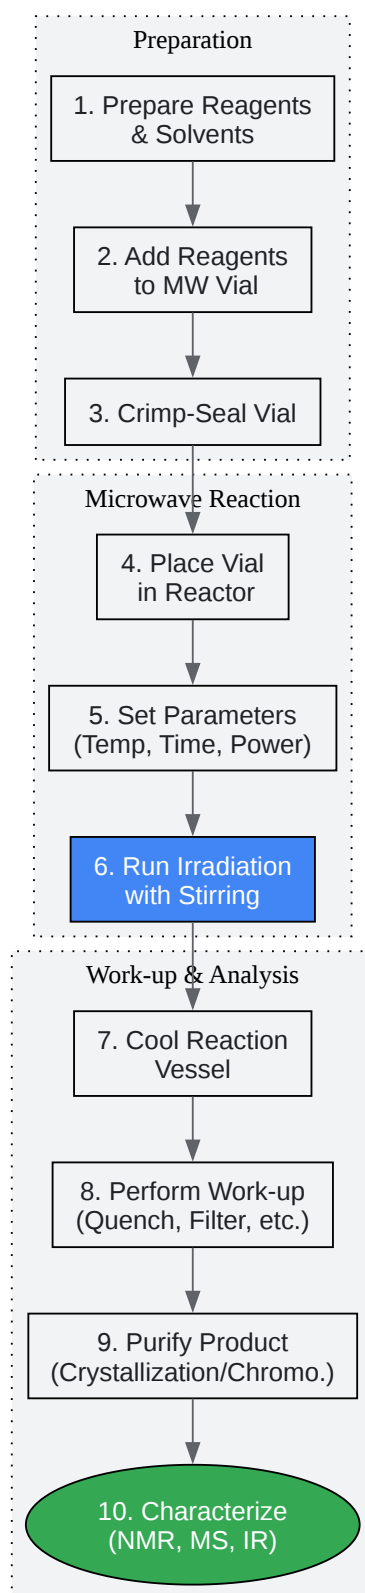 Preparation
1. Prepare Reagents
& Solvents
2. Add Reagents
to MW Vial
3. Crimp-Seal Vial
Microwave Reaction
4. Place Vial
in Reactor
5. Set Parameters
(Temp, Time, Power)
6. Run Irradiation
with Stirring
Work-up & Analysis
7. Cool Reaction
Vessel
8. Perform Work-up
(Quench, Filter, etc.)
9. Purify Product
(Crystallization/Chromo.)
10. Characterize
(NMR, MS, IR)